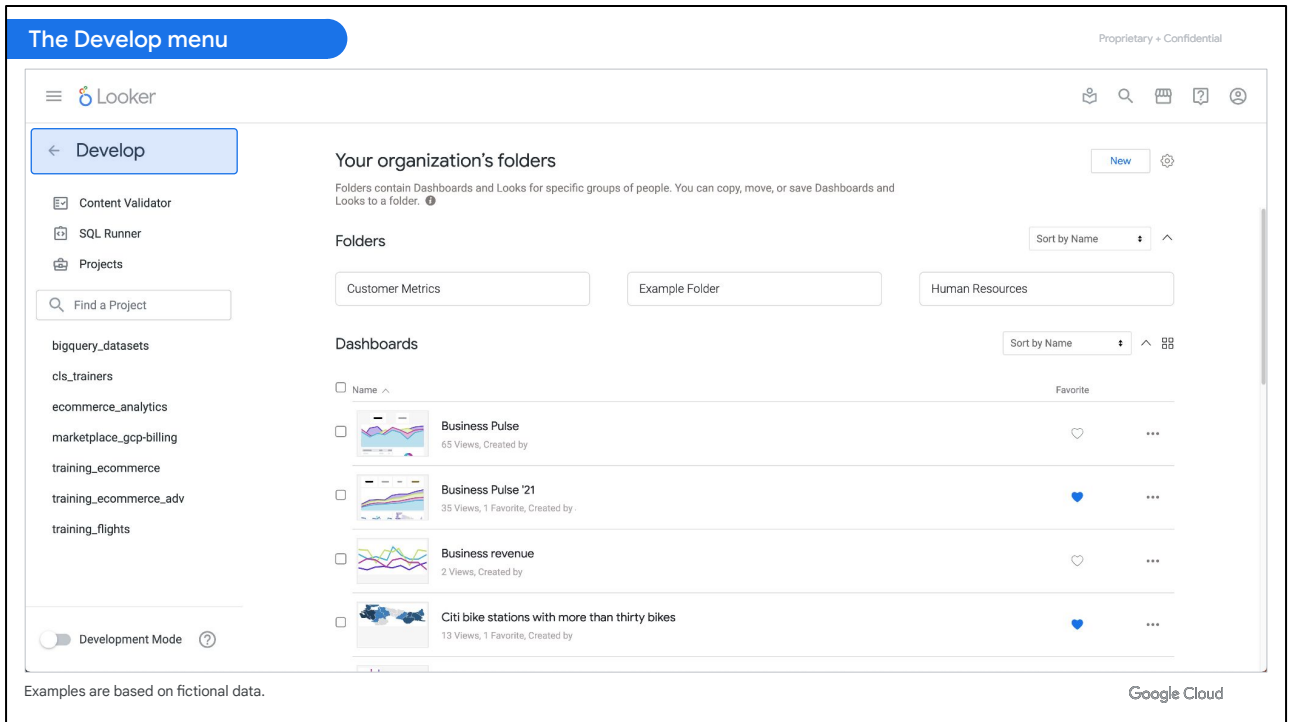 The Develop menu
Proprietary + Confidential
Looker
Develop
Content Validator
SQL Runner
Projects
Find a Project
bigquery_datasets
cls_trainers
ecommerce_analytics
marketplace_gcp-billing
training_ecommerce
training_ecommerce_adv
training_flights
Development Mode
Your organization's folders
New
Folders contain Dashboards and Looks for specific groups of people. You can copy, move, or save Dashboards and
Looks to a folder.
Folders
Sort by Name
Customer Metrics
Example Folder
Human Resources
Dashboards
Sort by Name
Name
Favorite
Business Pulse
65 Views, Created by
Business Pulse '21
35 Views, 1 Favorite, Created by
Business revenue
2 Views, Created by
Citi bike stations with more than thirty bikes
13 Views, 1 Favorite, Created by
Examples are based on fictional data.
Google Cloud